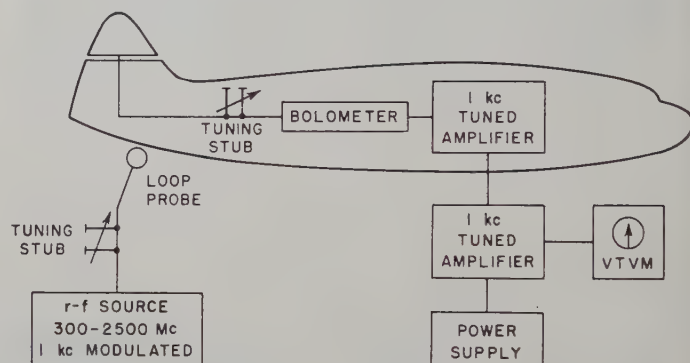 1 kc
TUNED
AMPLIFIER
BOLOMETER
TUNING
STUB
LOOP
PROBE
TUNING
STUB
1 kc
TUNED
AMPLIFIER
VTVM
r-f SOURCE
300-2500 Mc
1 kc MODULATED
POWER
SUPPLY